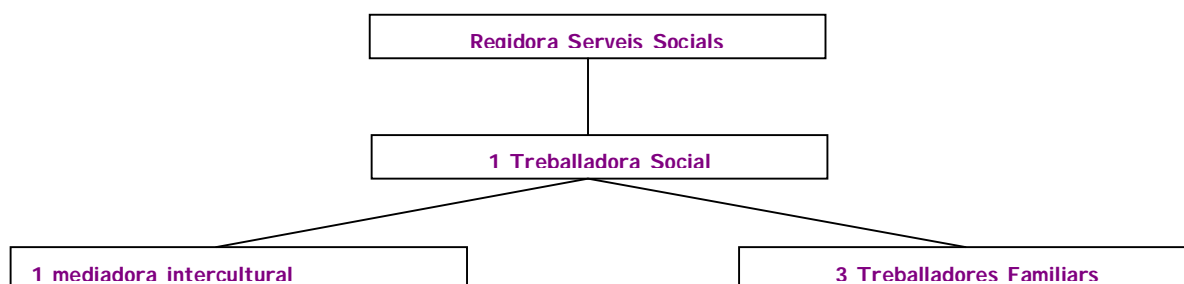 Regidora Serveis Socials
1 Treballadora Social
1 mediadora intercultural
3 Treballadores Familiars